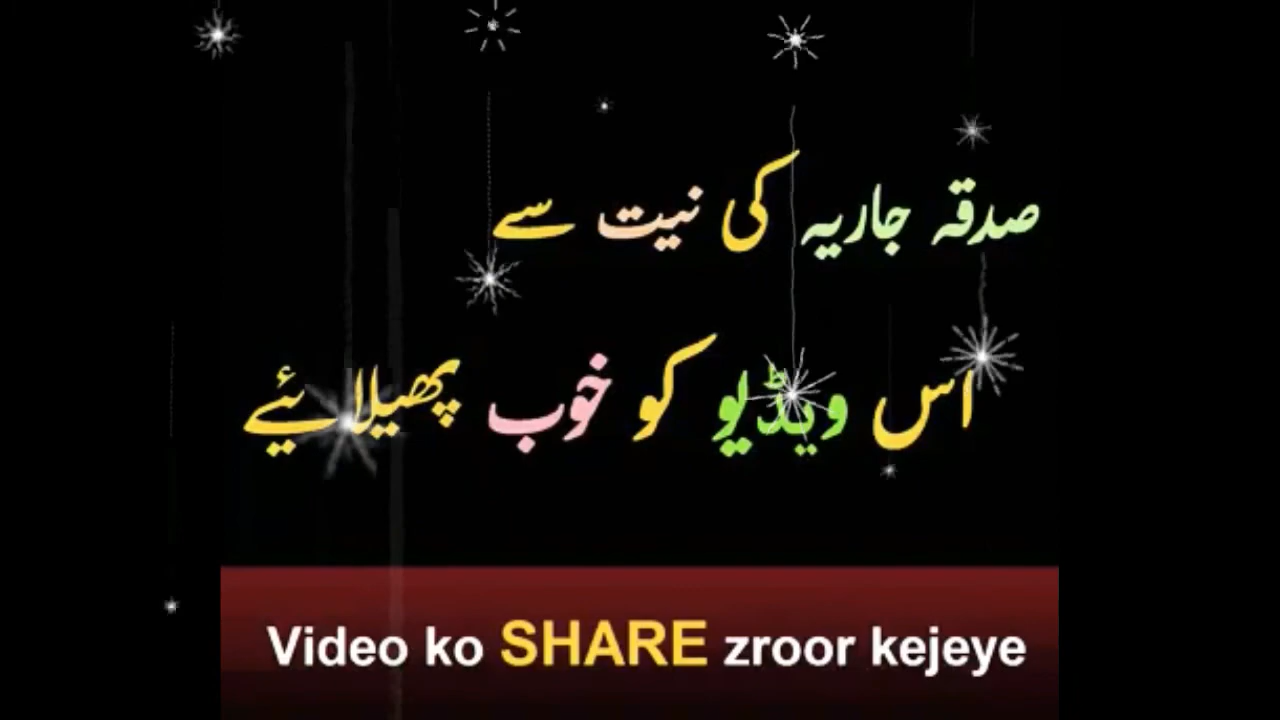 صدقہ جاریہ کی نیت سے
اس ویڈیو کو خوب پھیلائیے
Video ko SHARE zroor kejeye